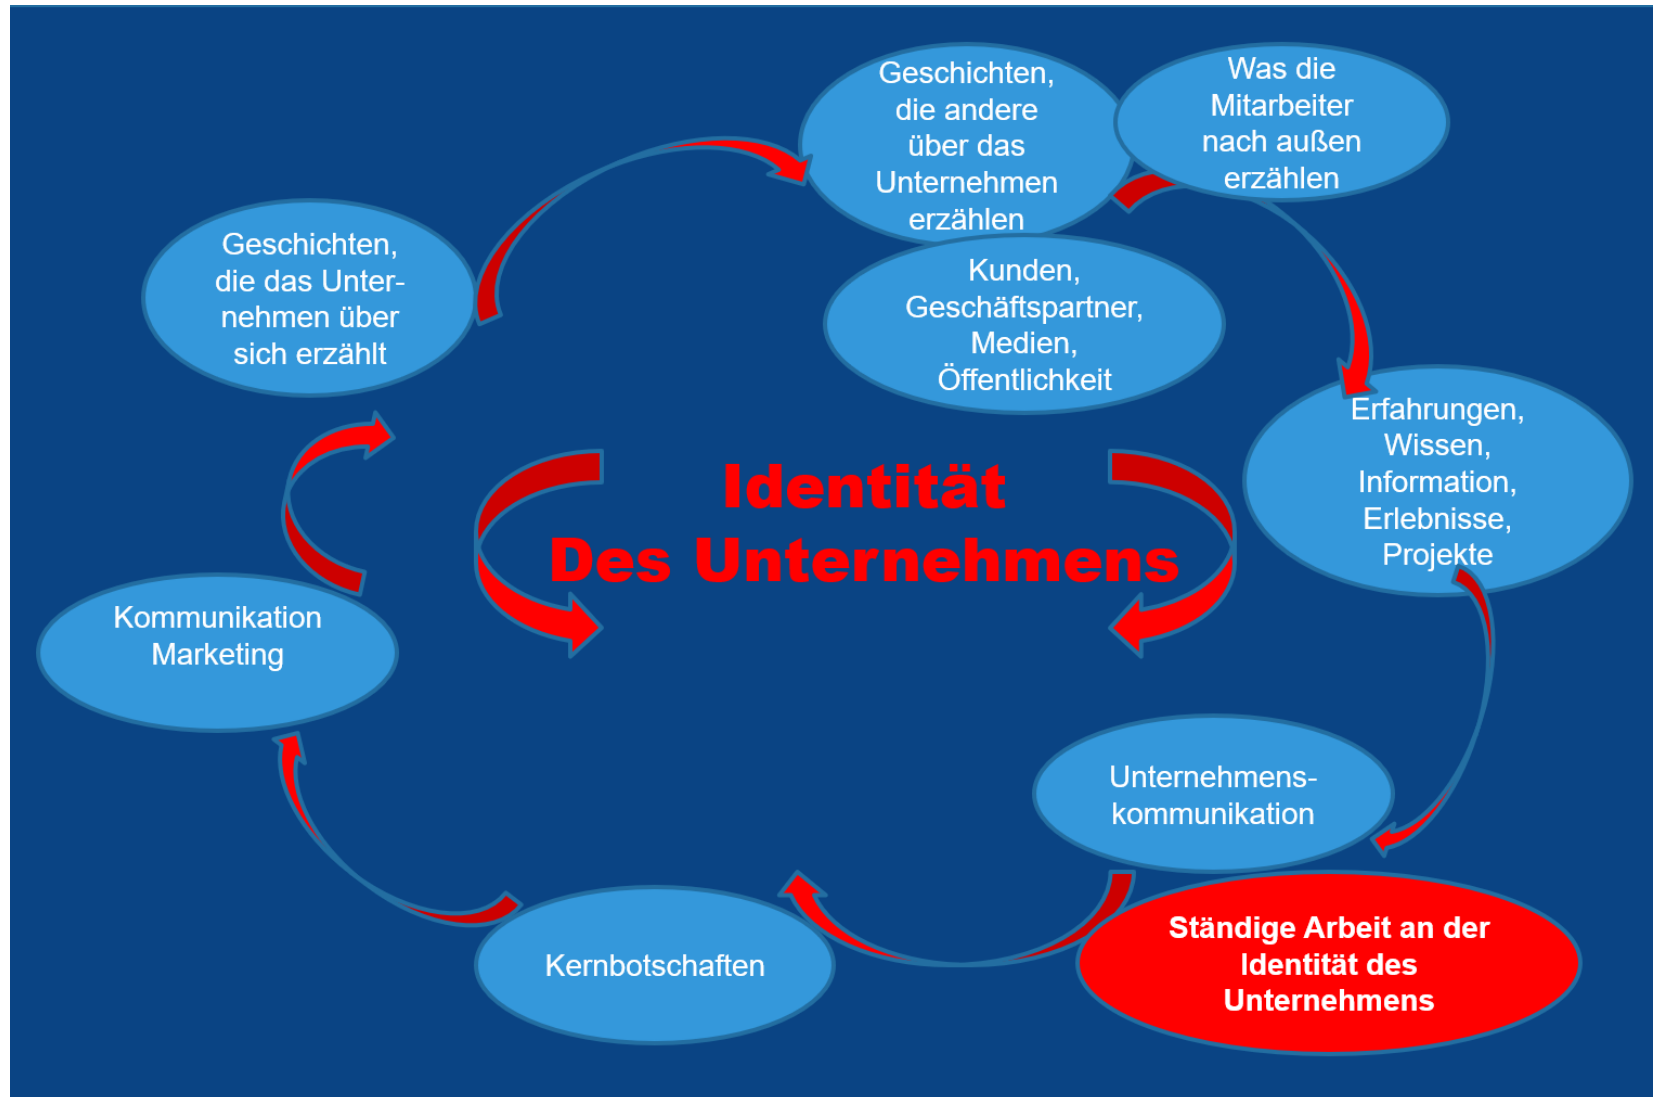 Geschichten,
die andere
über das
Unternehmen
erzählen
Was die
Mitarbeiter
nach außen
erzählen
Geschichten,
die das Unter-
nehmen über
sich erzählt
Kunden,
Geschäftspartner,
Medien,
Öffentlichkeit
Erfahrungen,
Wissen,
Information,
Erlebnisse,
Projekte
Identität
Des Unternehmens
Kommunikation
Marketing
Unternehmens-
kommunikation
Ständige Arbeit an der
Identität des
Unternehmens
Kernbotschaften